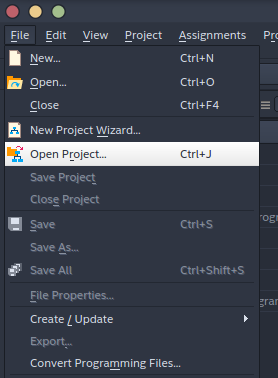 File Edit View Project Assignments
New... Ctrl+N
Open... Ctrl+O
Close Ctrl+F4
New Project Wizard...
Open Project... Ctrl+J
Save Project
Close Project
Save Ctrl+S
Save As...
Save All Ctrl+Shift+S
File Properties...
Create / Update
Export...
Convert Programming Files...